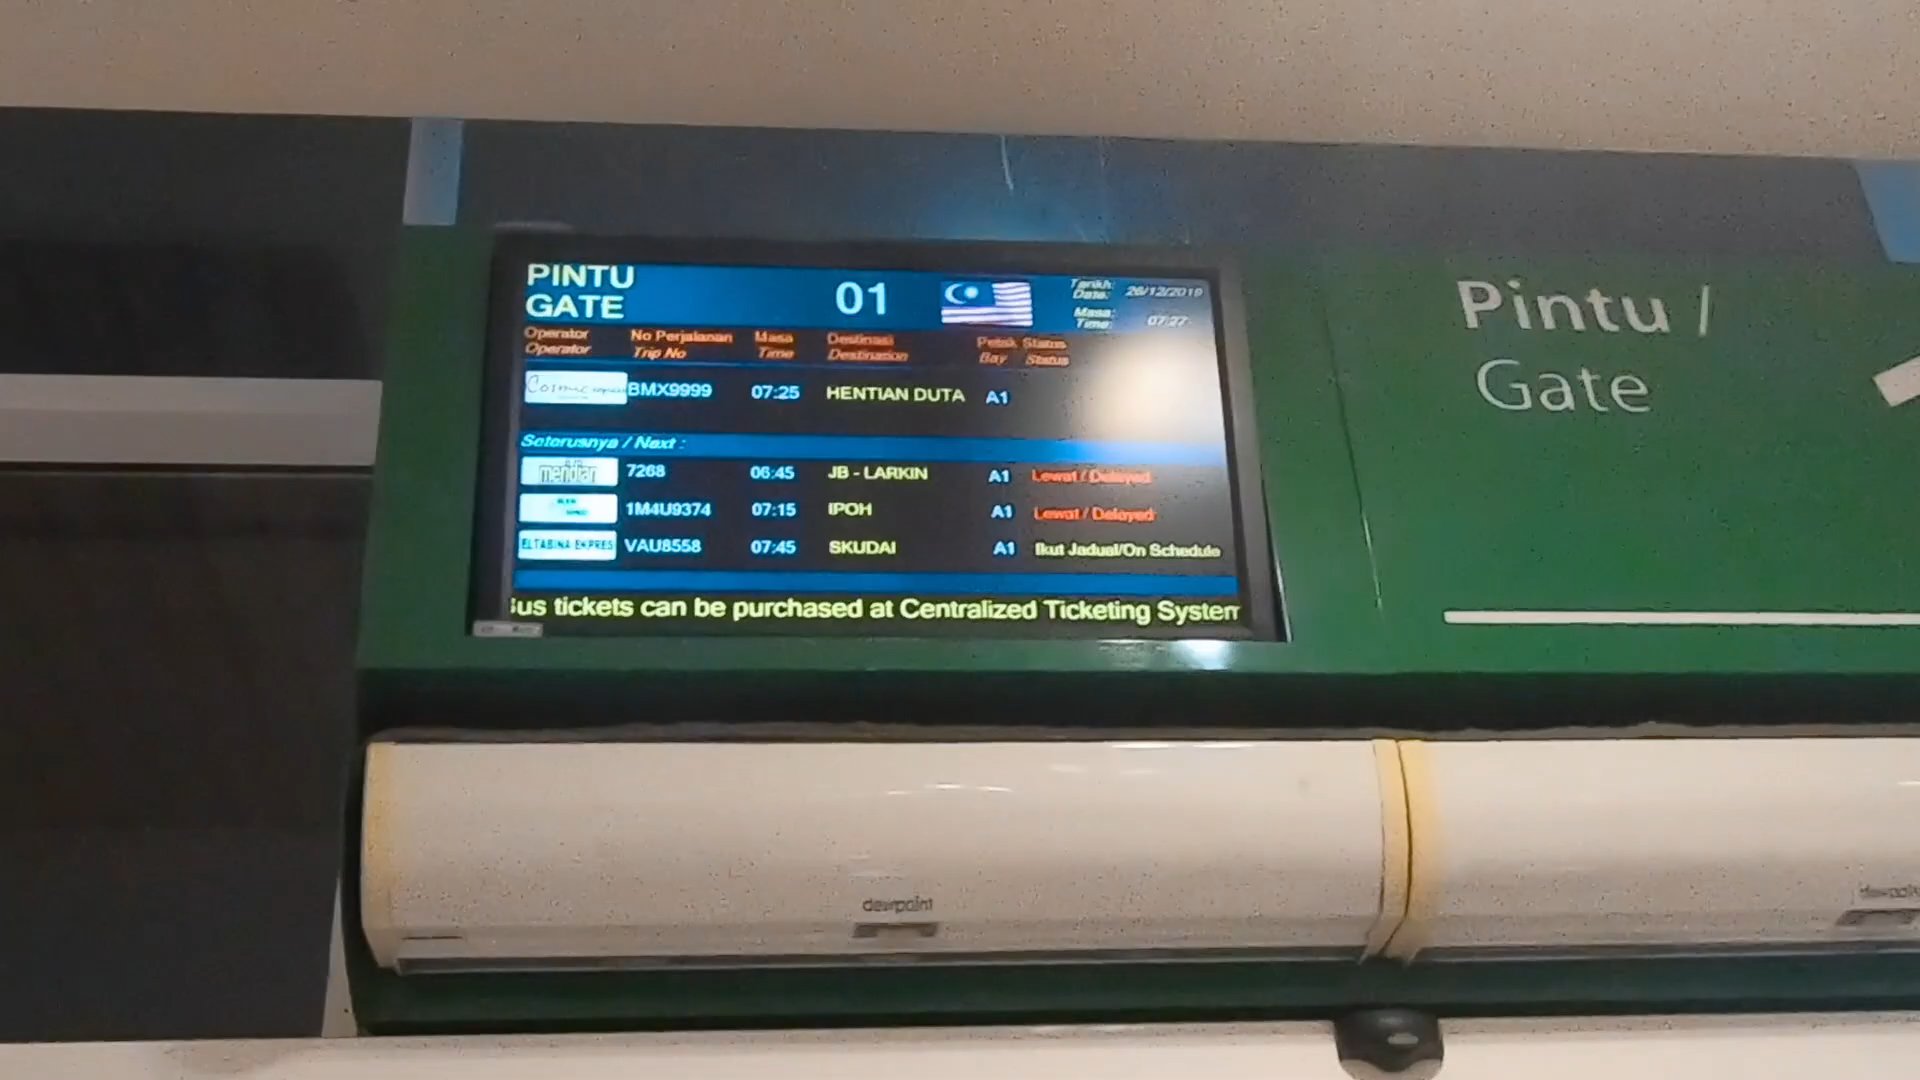 PINTU
GATE
01
Tarikh:
Date:
26/12/2019
Masa:
Time:
07:27
Operator No Perjalanan Masa Destinasi Petak Status
Operator Trip No Time Destination Bay Status
Cosmic BMX9999 07:25 HENTIAN DUTA A1
Seterusnya / Next :
meridian 7268 06:45 JB - LARKIN A1 Lewat / Delayed
1M4U9374 07:15 IPOH A1 Lewat / Delayed
ELTABINA EKPRES VAU8558 07:45 SKUDAI A1 Ikut Jadual/On Schedule
us tickets can be purchased at Centralized Ticketing System
Pintu /
Gate
dewpoint